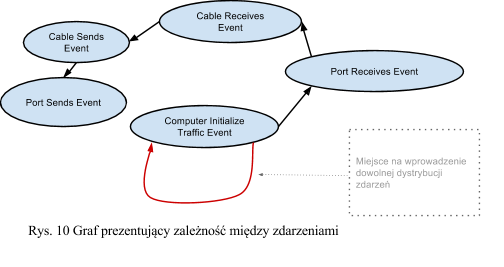 Cable Receives
Event
Cable Sends
Event
Port Receives Event
Port Sends Event
Computer Initialize
Traffic Event
Miejsce na wprowadzenie
dowolnej dystrybucji
zdarzeń
Rys. 10 Graf prezentujący zależność między zdarzeniami